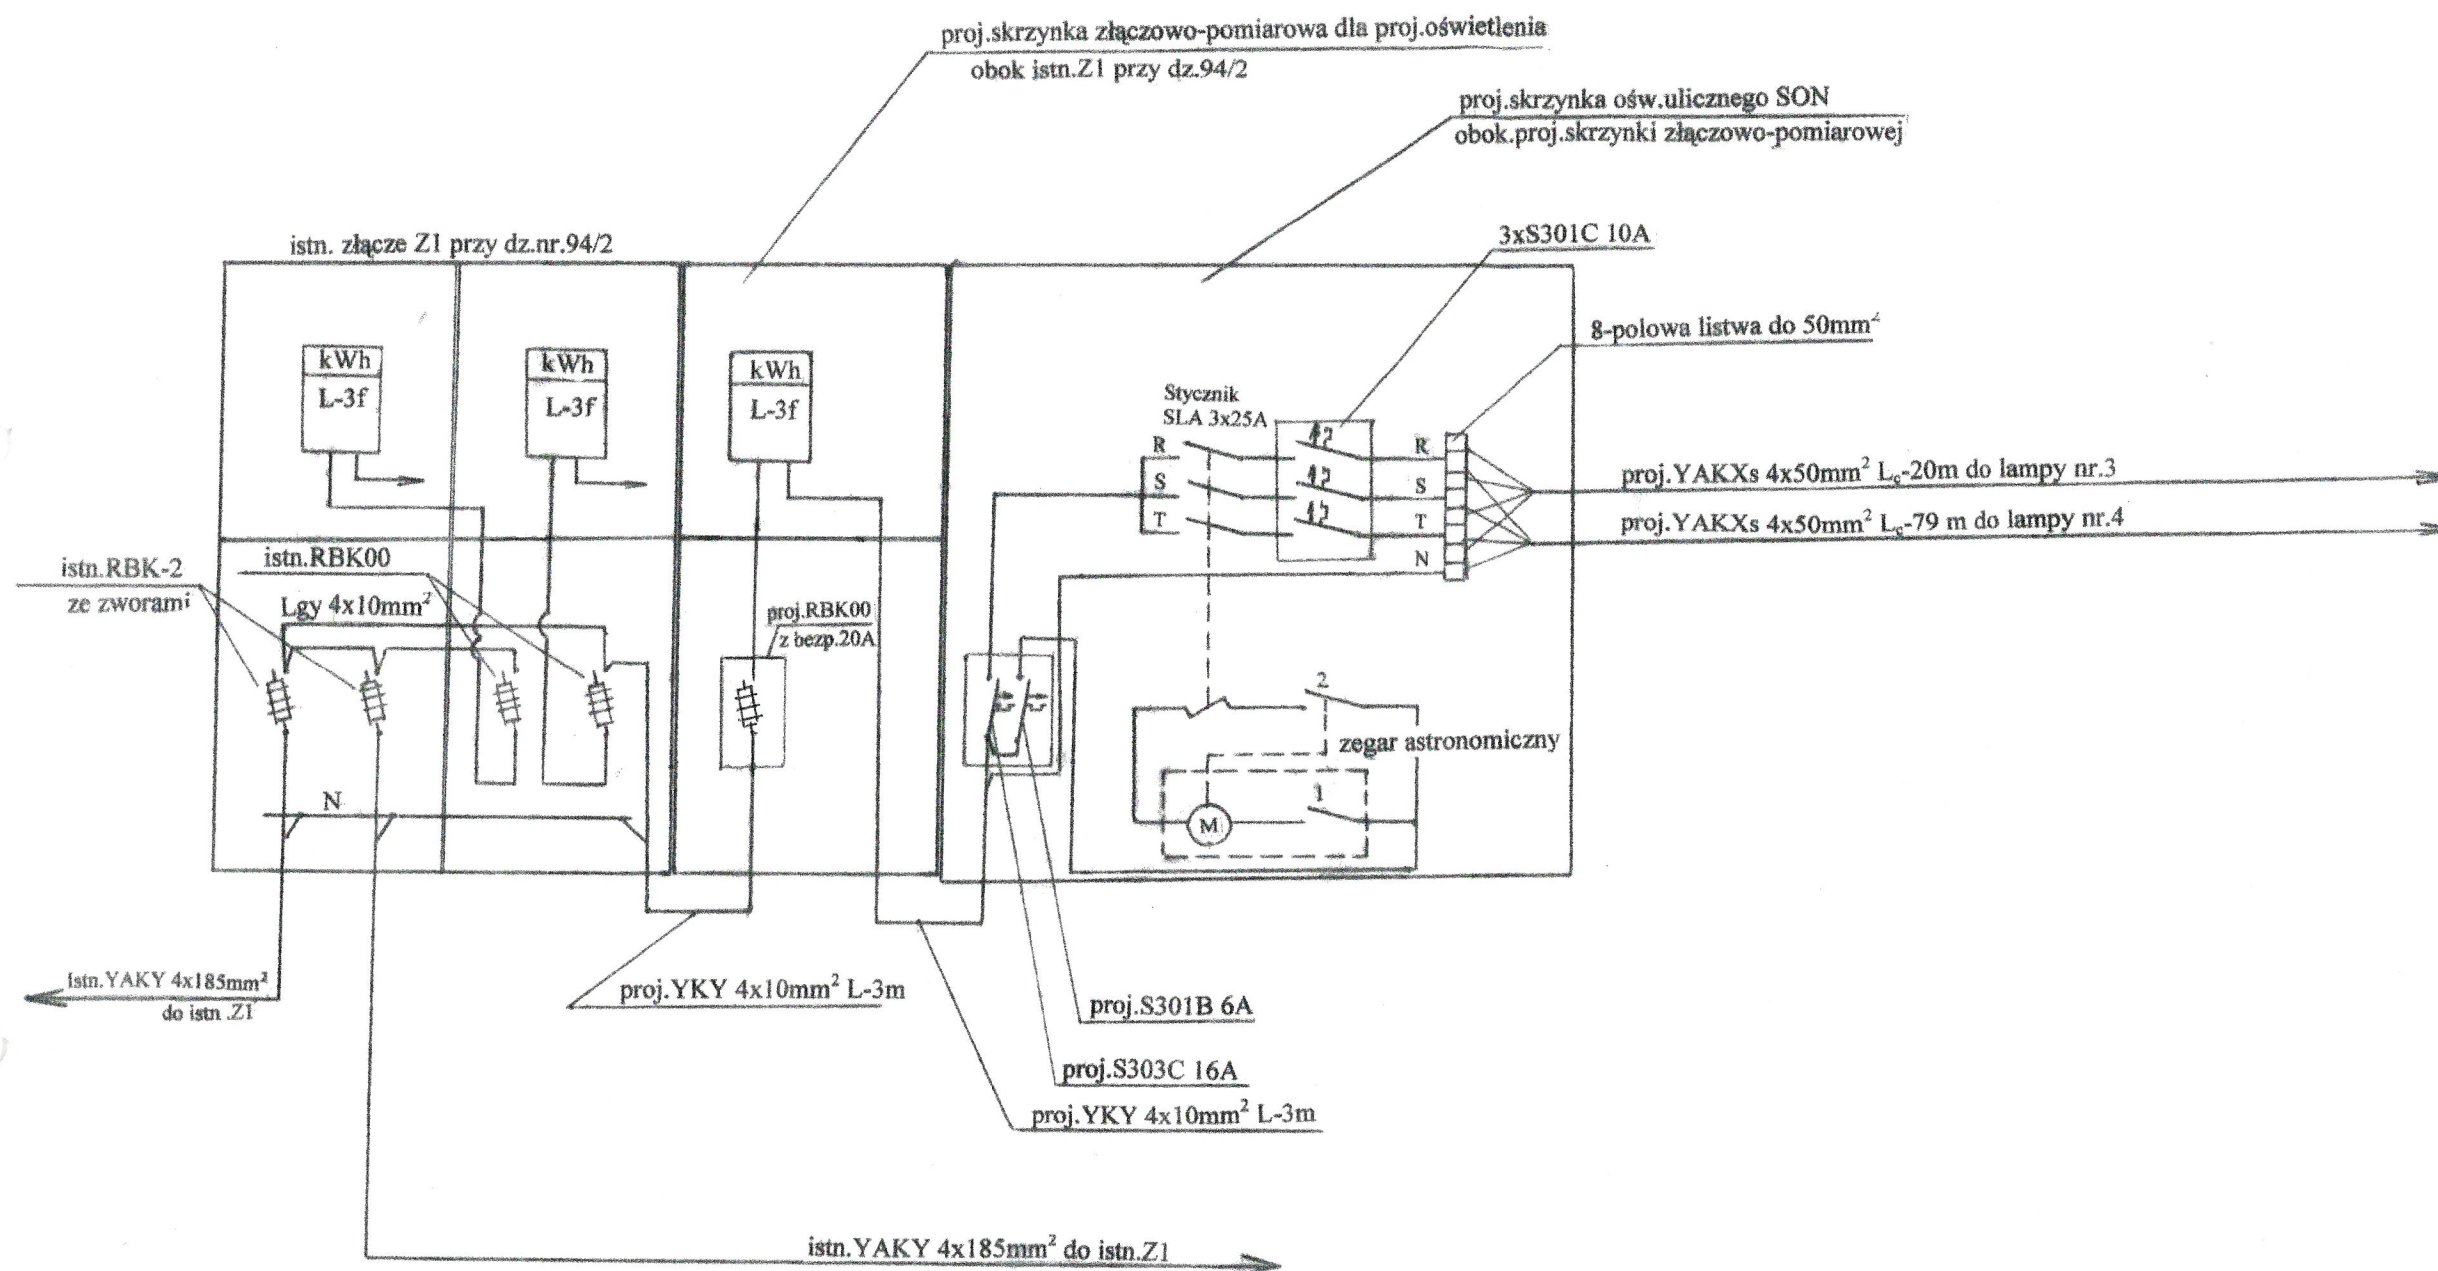 proj.skrzynka złączowo-pomiarowa dla proj.oświetlenia
obok istn.Z1 przy dz.94/2
proj.skrzynka ośw.ulicznego SON
obok.proj.skrzynki złączowo-pomiarowej
istn. złącze Z1 przy dz.nr.94/2
3xS301C 10A
8-polowa listwa do 50mm²
kWh
L-3f
kWh
L-3f
kWh
L-3f
Stycznik
SLA 3x25A
R
S
T
R
S
T
N
proj.YAKXs 4x50mm² Lc-20m do lampy nr.3
proj.YAKXs 4x50mm² Lc-79 m do lampy nr.4
istn.RBK-2
ze zworami
istn.RBK00
Lgy 4x10mm²
proj.RBK00
z bezp.20A
2
zegar astronomiczny
1
M
N
istn.YAKY 4x185mm²
do istn .Z1
proj.YKY 4x10mm² L-3m
proj.S301B 6A
proj.S303C 16A
proj.YKY 4x10mm² L-3m
istn.YAKY 4x185mm² do istn.Z1